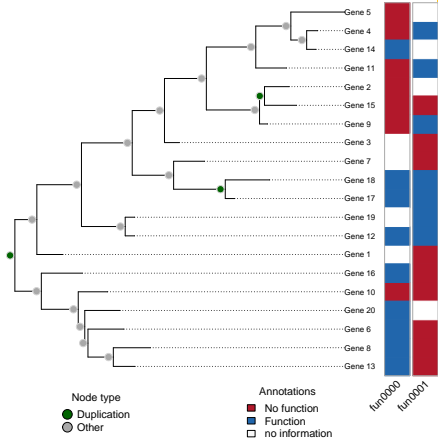 Gene 5
Gene 4
Gene 14
Gene 11
Gene 2
Gene 15
Gene 9
Gene 3
Gene 7
Gene 18
Gene 17
Gene 19
Gene 12
Gene 1
Gene 16
Gene 10
Gene 20
Gene 6
Gene 8
Gene 13
fun0000
fun0001
Node type
Duplication
Other
Annotations
No function
Function
no information